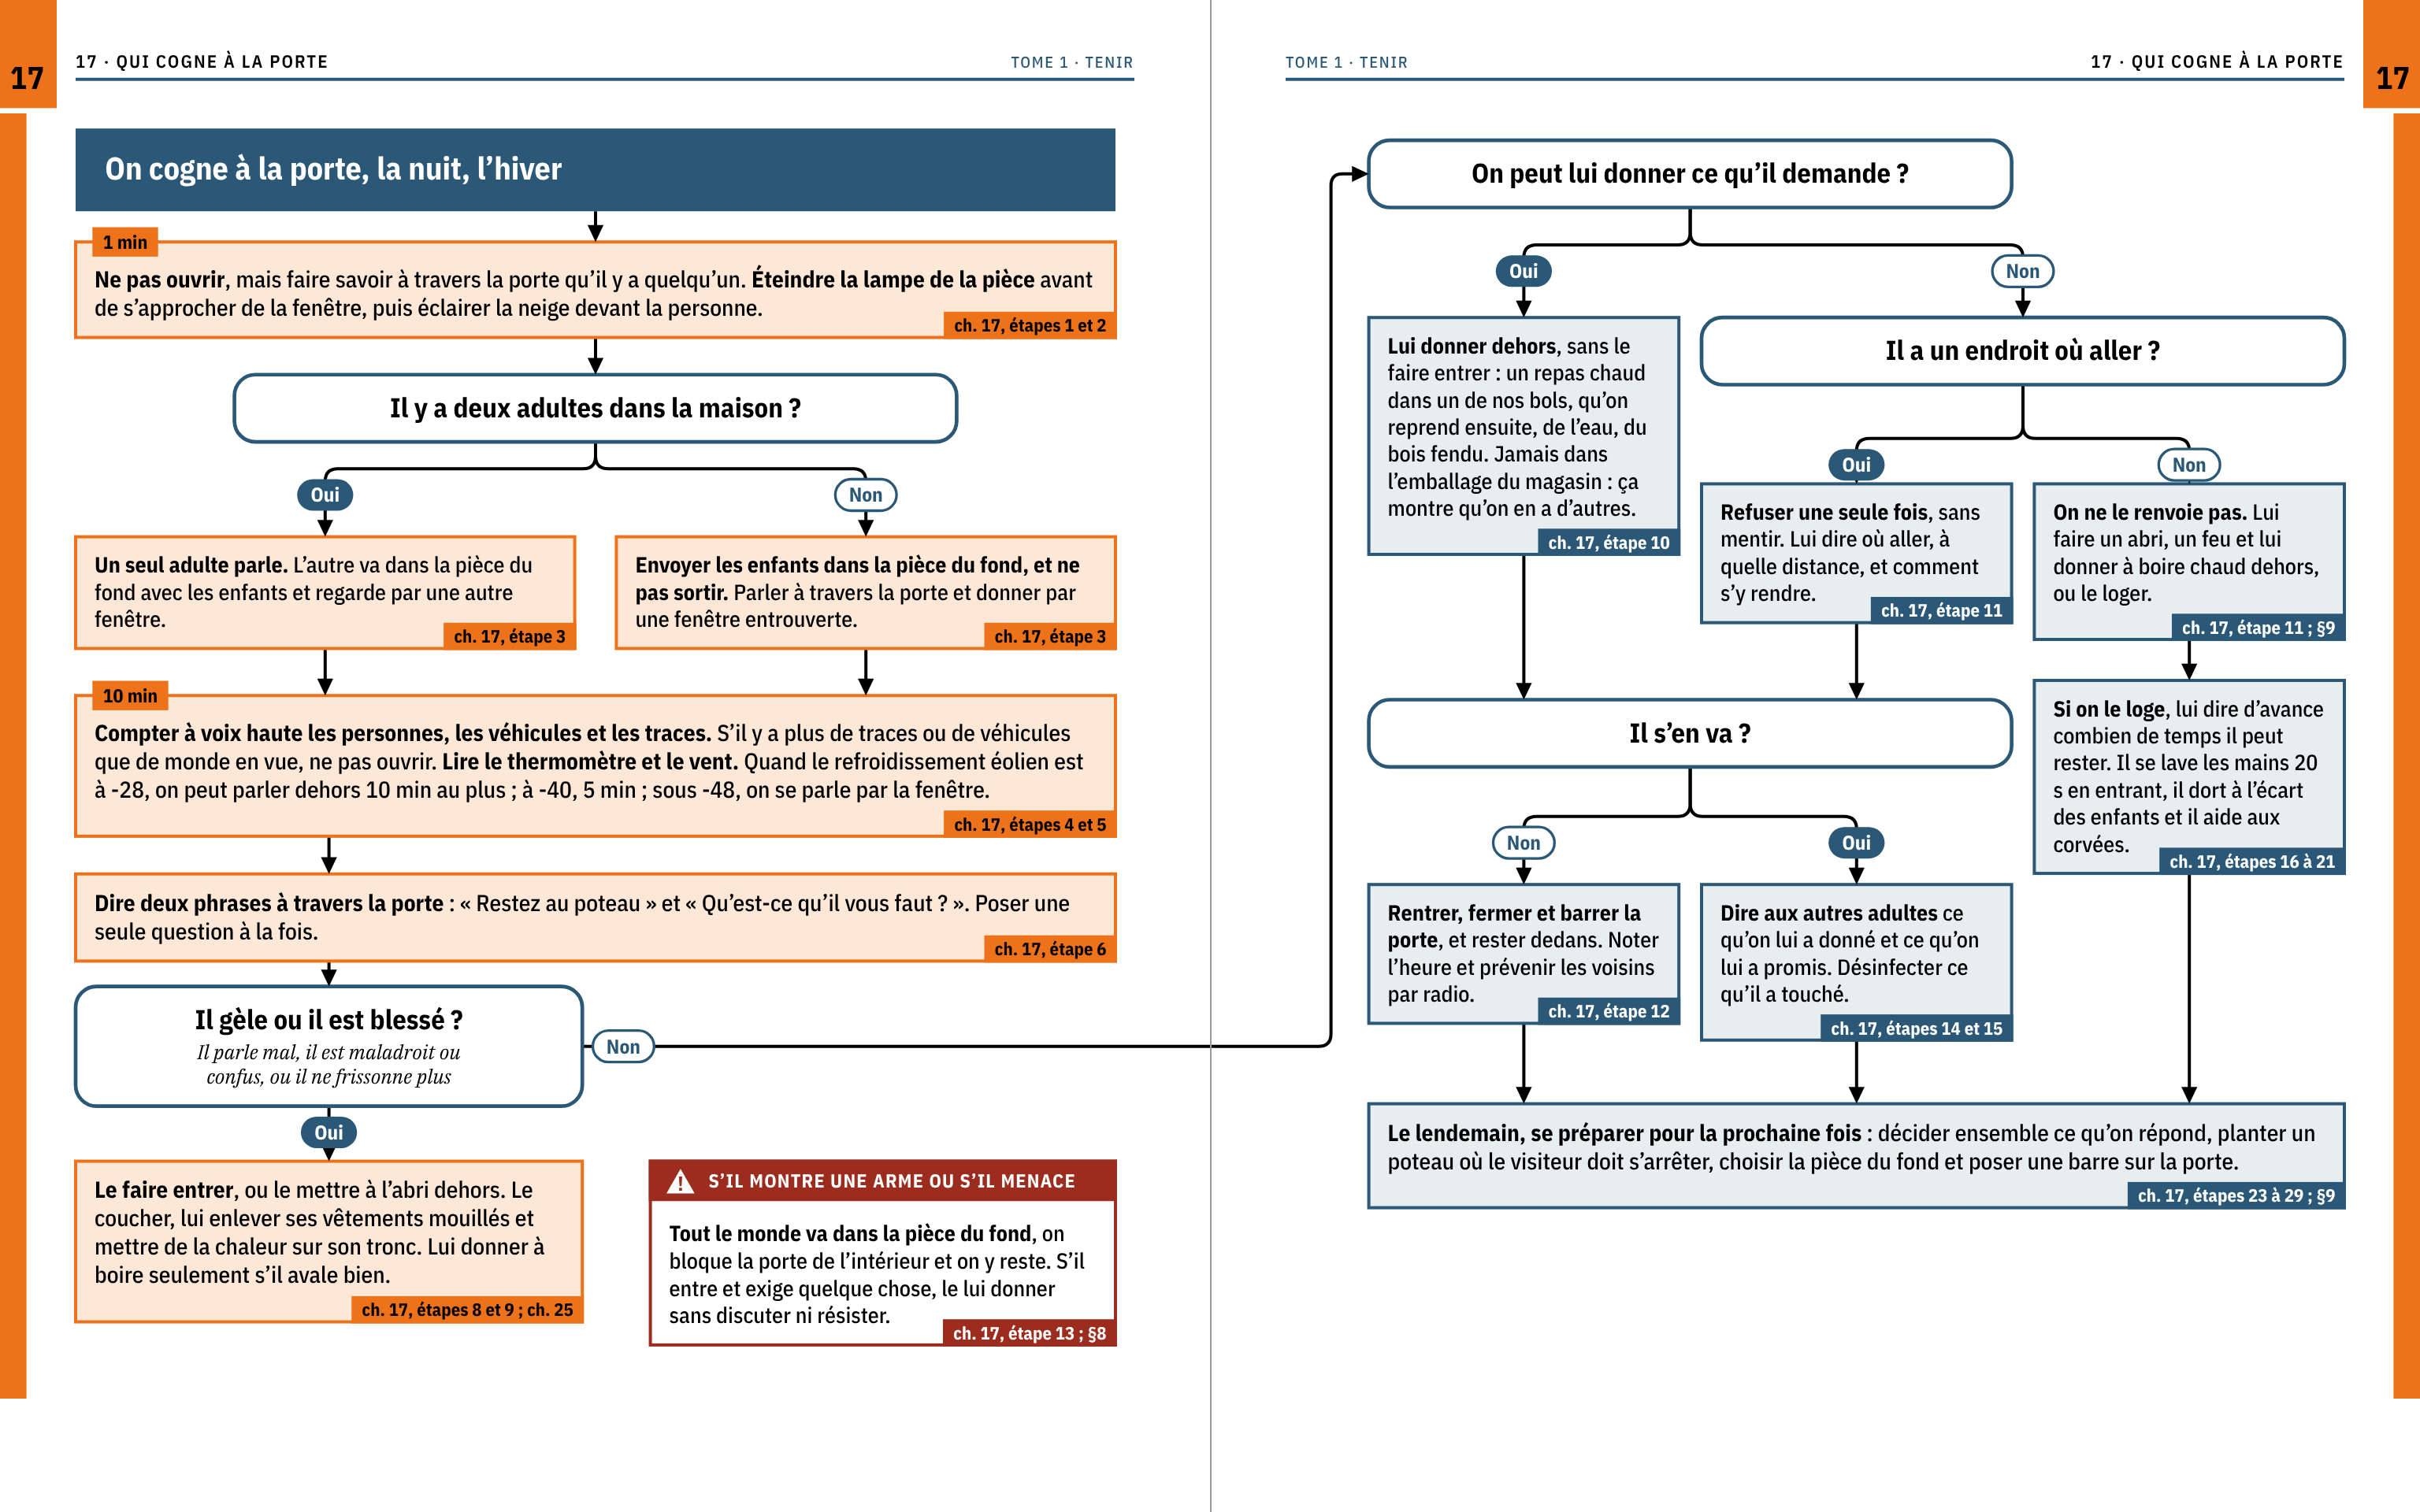 17
17 · QUI COGNE À LA PORTE
TOME 1 · TENIR
On cogne à la porte, la nuit, l’hiver
1 min
Ne pas ouvrir, mais faire savoir à travers la porte qu’il y a quelqu’un. Éteindre la lampe de la pièce avant
de s’approcher de la fenêtre, puis éclairer la neige devant la personne.
ch. 17, étapes 1 et 2
Il y a deux adultes dans la maison ?
Oui
Non
Un seul adulte parle. L’autre va dans la pièce du
fond avec les enfants et regarde par une autre
fenêtre.
ch. 17, étape 3
Envoyer les enfants dans la pièce du fond, et ne
pas sortir. Parler à travers la porte et donner par
une fenêtre entrouverte.
ch. 17, étape 3
10 min
Compter à voix haute les personnes, les véhicules et les traces. S’il y a plus de traces ou de véhicules
que de monde en vue, ne pas ouvrir. Lire le thermomètre et le vent. Quand le refroidissement éolien est
à -28, on peut parler dehors 10 min au plus ; à -40, 5 min ; sous -48, on se parle par la fenêtre.
ch. 17, étapes 4 et 5
Dire deux phrases à travers la porte : « Restez au poteau » et « Qu’est-ce qu’il vous faut ? ». Poser une
seule question à la fois.
ch. 17, étape 6
Il gèle ou il est blessé ?
Il parle mal, il est maladroit ou
confus, ou il ne frissonne plus
Non
Oui
Le faire entrer, ou le mettre à l’abri dehors. Le
coucher, lui enlever ses vêtements mouillés et
mettre de la chaleur sur son tronc. Lui donner à
boire seulement s’il avale bien.
ch. 17, étapes 8 et 9 ; ch. 25
S’IL MONTRE UNE ARME OU S’IL MENACE
Tout le monde va dans la pièce du fond, on
bloque la porte de l’intérieur et on y reste. S’il
entre et exige quelque chose, le lui donner
sans discuter ni résister.
ch. 17, étape 13 ; §8
TOME 1 · TENIR
17 · QUI COGNE À LA PORTE
17
On peut lui donner ce qu’il demande ?
Oui
Non
Lui donner dehors, sans le
faire entrer : un repas chaud
dans un de nos bols, qu’on
reprend ensuite, de l’eau, du
bois fendu. Jamais dans
l’emballage du magasin : ça
montre qu’on en a d’autres.
ch. 17, étape 10
Il a un endroit où aller ?
Oui
Non
Refuser une seule fois, sans
mentir. Lui dire où aller, à
quelle distance, et comment
s’y rendre.
ch. 17, étape 11
On ne le renvoie pas. Lui
faire un abri, un feu et lui
donner à boire chaud dehors,
ou le loger.
ch. 17, étape 11 ; §9
Si on le loge, lui dire d’avance
combien de temps il peut
rester. Il se lave les mains 20
s en entrant, il dort à l’écart
des enfants et il aide aux
corvées.
ch. 17, étapes 16 à 21
Il s’en va ?
Non
Oui
Rentrer, fermer et barrer la
porte, et rester dedans. Noter
l’heure et prévenir les voisins
par radio.
ch. 17, étape 12
Dire aux autres adultes ce
qu’on lui a donné et ce qu’on
lui a promis. Désinfecter ce
qu’il a touché.
ch. 17, étapes 14 et 15
Le lendemain, se préparer pour la prochaine fois : décider ensemble ce qu’on répond, planter un
poteau où le visiteur doit s’arrêter, choisir la pièce du fond et poser une barre sur la porte.
ch. 17, étapes 23 à 29 ; §9